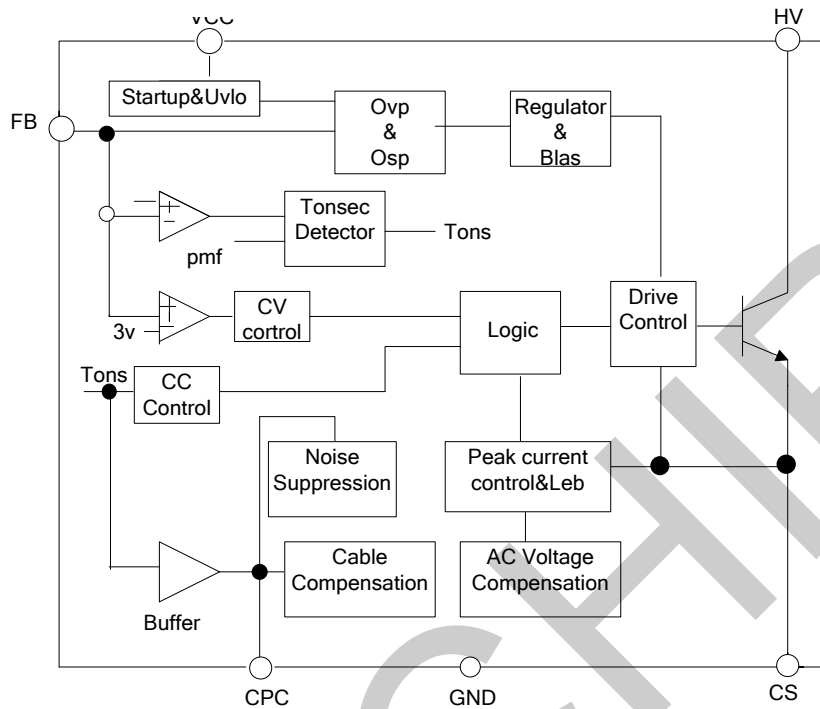 VCC
HV
Startup&Uvlo
FB
Ovp
&
Osp
Regulator
&
Blas
Tonsec
Detector
Tons
pmf
3v
CV
cortrol
Logic
Drive
Control
Tons
CC
Control
Noise
Suppression
Peak current
control&Leb
Cable
Compensation
AC Voltage
Compensation
Buffer
CPC
GND
CS